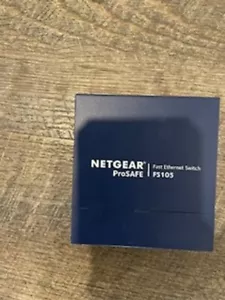 NETGEAR®
ProSAFE
Fast Ethernet Switch
FS105